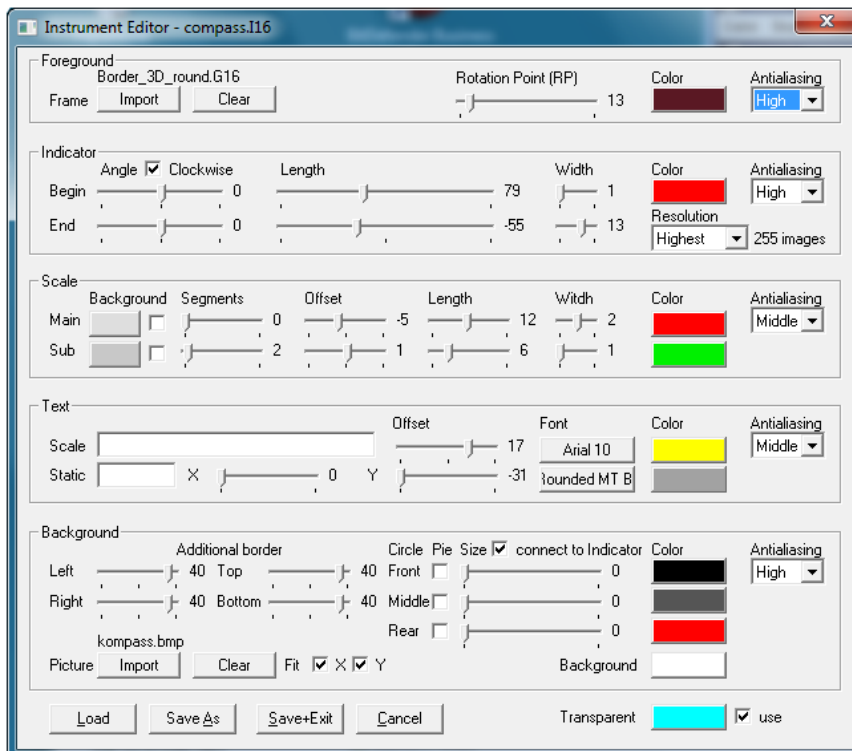 Instrument Editor - compass.I16
Foreground
Border_3D_round.G16
Rotation Point (RP) Color Antialiasing
Frame Import Clear 13 High
Indicator
Angle Clockwise Length Width Color Antialiasing
Begin 0 79 1 High
End 0 -55 13 Resolution
Highest 255 images
Scale
Background Segments Offset Length Witdh Color Antialiasing
Main 0 -5 12 2 Middle
Sub 2 1 6 1
Text
Offset Font Color Antialiasing
Scale 17 Arial 10 Middle
Static X 0 Y -31 Rounded MT B
Background
Additional border Circle Pie Size connect to Indicator Color Antialiasing
Left 40 Top 40 Front 0 High
Right 40 Bottom 40 Middle 0
Rear 0
kompass.bmp
Picture Import Clear Fit X Y Background
Load Save As Save+Exit Cancel Transparent use